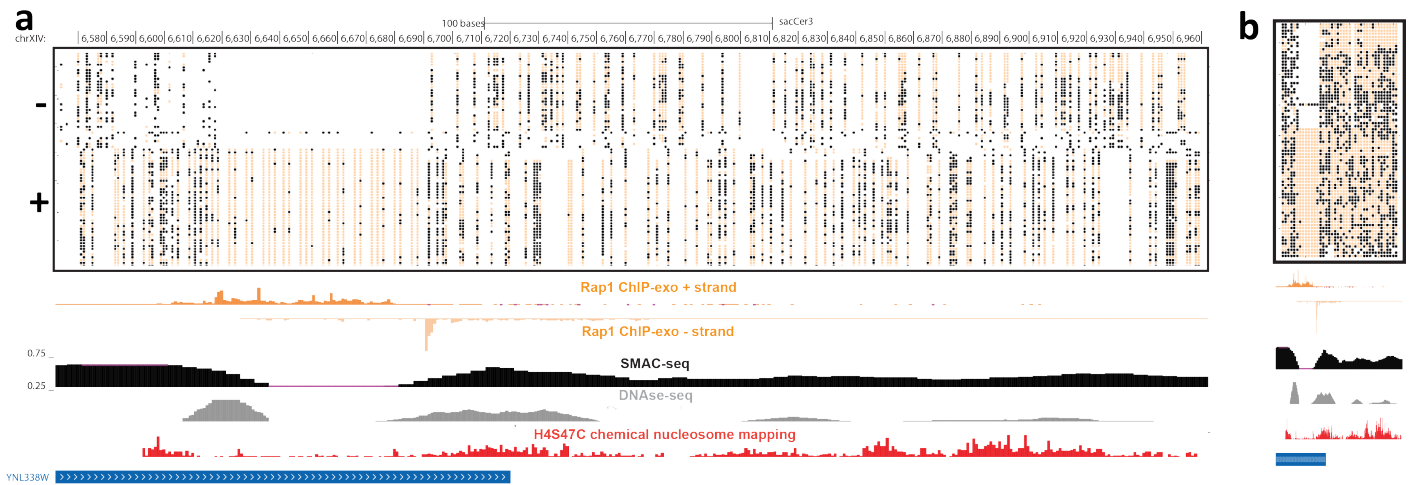 a
b
100 bases
sacCer3
chrXIV: 6,580 6,590 6,600 6,610 6,620 6,630 6,640 6,650 6,660 6,670 6,680 6,690 6,700 6,710 6,720 6,730 6,740 6,750 6,760 6,770 6,780 6,790 6,800 6,810 6,820 6,830 6,840 6,850 6,860 6,870 6,880 6,890 6,900 6,910 6,920 6,930 6,940 6,950 6,960
-
+
Rap1 ChIP-exo + strand
Rap1 ChIP-exo - strand
0.75
SMAC-seq
0.25
DNAse-seq
H4S47C chemical nucleosome mapping
YNL338W